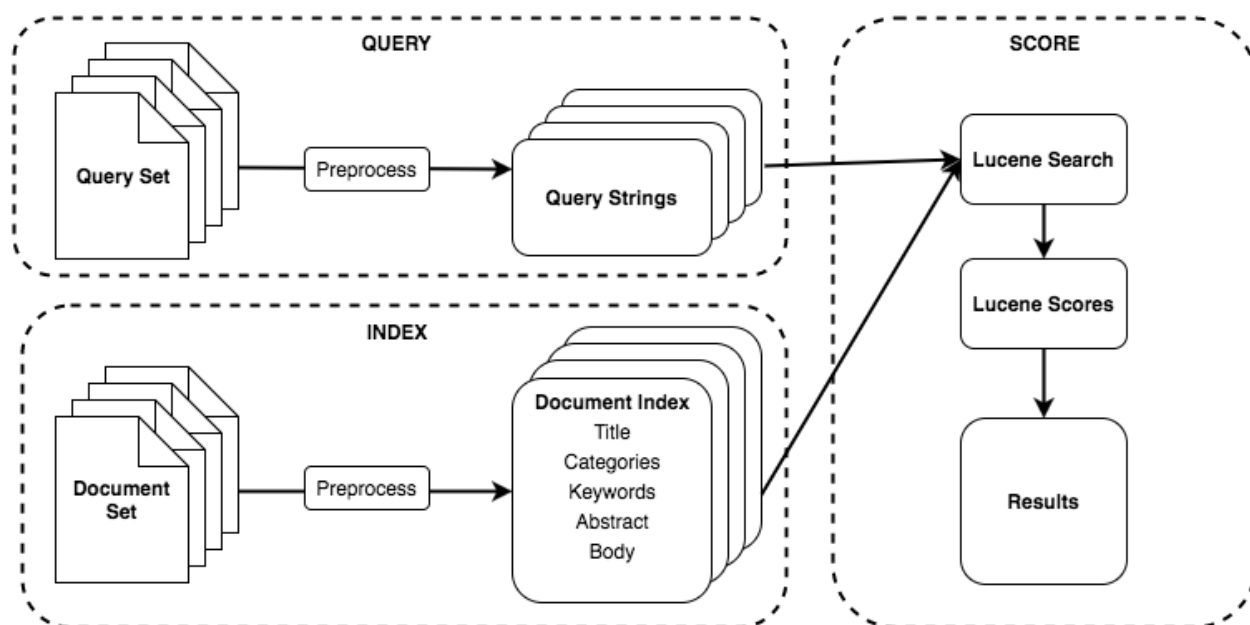 QUERY
Query Set
Preprocess
Query Strings
INDEX
Document
Set
Preprocess
Document Index
Title
Categories
Keywords
Abstract
Body
SCORE
Lucene Search
Lucene Scores
Results